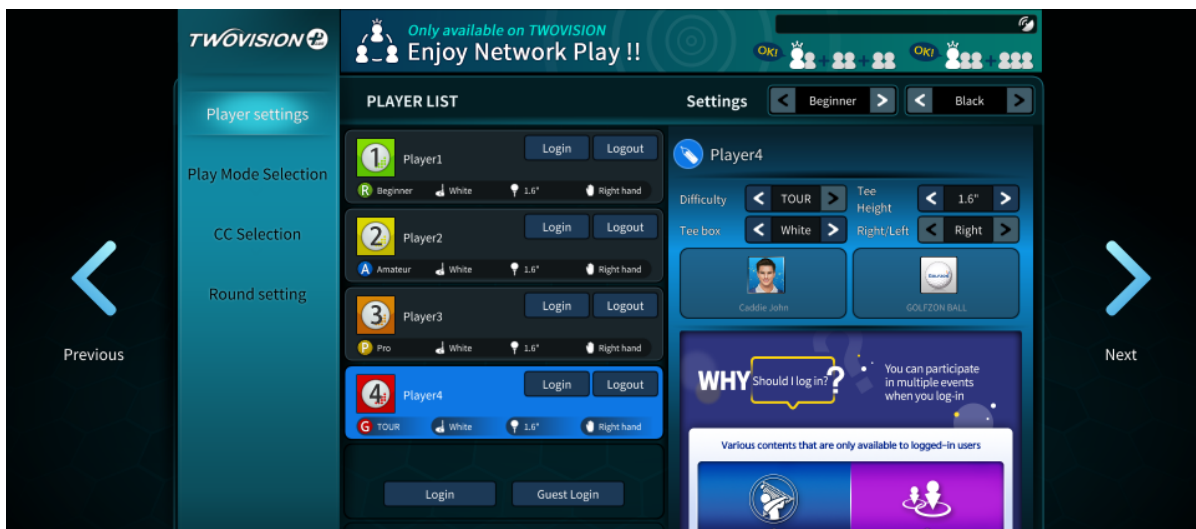 TWOVISION
Only available on TWOVISION
Enjoy Network Play !!
OK!
OK!
Player settings
Play Mode Selection
CC Selection
Round setting
Previous
Next
PLAYER LIST
Settings
Beginner
Black
1
Player1
Login
Logout
R Beginner White 1.6" Right hand
2
Player2
Login
Logout
A Amateur White 1.6" Right hand
3
Player3
Login
Logout
P Pro White 1.6" Right hand
4
Player4
Login
Logout
G TOUR White 1.6" Right hand
Login
Guest Login
Player4
Difficulty
TOUR
Tee
Height
1.6"
Tee box
White
Right/Left
Right
Caddie John
GOLFZON BALL
WHY Should I log in? ?
You can participate
in multiple events
when you log-in
Various contents that are only available to logged-in users